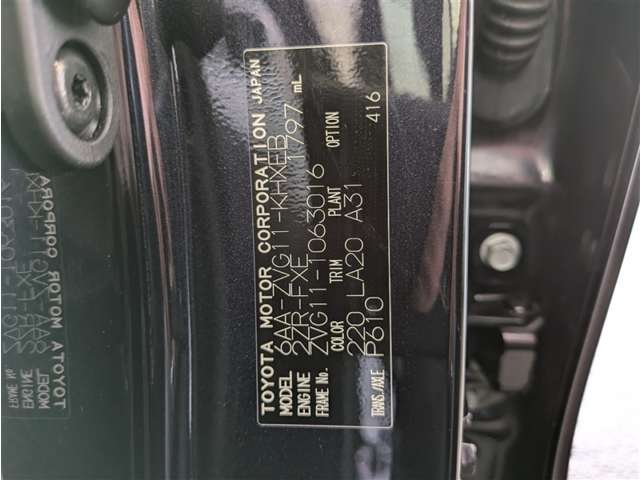 TOYOTA MOTOR CORPORATION JAPAN
MODEL 6AA-ZVG11-KHXEB
ENGINE 2ZR-FXE 1797 mL
FRAME No. ZVG11-1063016
COLOR TRIM PLANT OPTION
220 LA20 A31 416
TRANS./AXLE P610